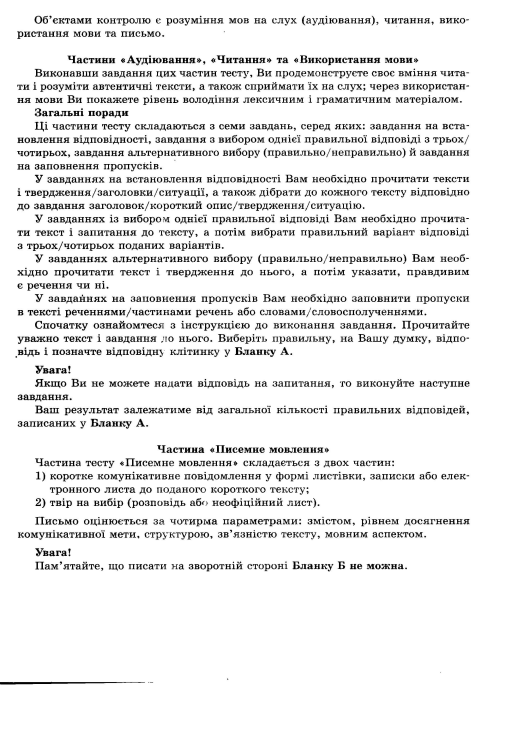 Об'єктами контролю є розуміння мов на слух (аудіювання), читання, вико-
ристання мови та письмо.
Частини «Аудіювання», «Читання» та «Використання мови»
Виконавши завдання цих частин тесту, Ви продемонструєте своє вміння чита-
ти і розуміти автентичні тексти, а також сприймати їх на слух; через використан-
ня мови Ви покажете рівень володіння лексичним і граматичним матеріалом.
Загальні поради
Ці частини тесту складаються з семи завдань, серед яких: завдання на вста-
новлення відповідності, завдання з вибором однієї правильної відповіді з трьох/
чотирьох, завдання альтернативного вибору (правильно/неправильно) й завдання
на заповнення пропусків.
У завданнях на встановлення відповідності Вам необхідно прочитати тексти
і твердження/заголовки/ситуації, а також дібрати до кожного тексту відповідно
до завдання заголовок/короткий опис/твердження/ситуацію.
У завданнях із вибором однієї правильної відповіді Вам необхідно прочита-
ти текст і запитання до тексту, а потім вибрати правильний варіант відповіді
з трьох/чотирьох поданих варіантів.
У завданнях альтернативного вибору (правильно/неправильно) Вам необ-
хідно прочитати текст і твердження до нього, а потім указати, правдивим
є речення чи ні.
У завданнях на заповнення пропусків Вам необхідно заповнити пропуски
в тексті реченнями/частинами речень або словами/словосполученнями.
Спочатку ознайомтеся з інструкцією до виконання завдання. Прочитайте
уважно текст і завдання до нього. Виберіть правильну, на Вашу думку, відпо-
відь і позначте відповідну клітинку у Бланку А.
Увага!
Якщо Ви не можете надати відповідь на запитання, то виконуйте наступне
завдання.
Ваш результат залежатиме від загальної кількості правильних відповідей,
записаних у Бланку А.
Частина «Писемне мовлення»
Частина тесту «Писемне мовлення» складається з двох частин:
1) коротке комунікативне повідомлення у формі листівки, записки або елек-
тронного листа до поданого короткого тексту;
2) твір на вибір (розповідь або неофіційний лист).
Письмо оцінюється за чотирма параметрами: змістом, рівнем досягнення
комунікативної мети, структурою, зв'язністю тексту, мовним аспектом.
Увага!
Пам'ятайте, що писати на зворотній стороні Бланку Б не можна.